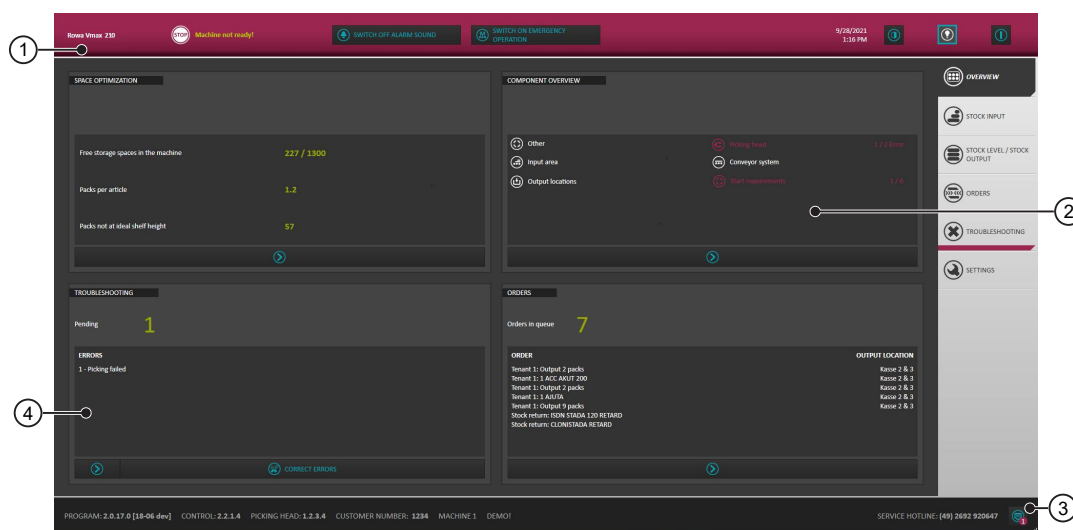 Rowa Vmax 210
STOP
Machine not ready!
SWITCH OFF ALARM SOUND
SWITCH ON EMERGENCY
OPERATION
9/28/2021
1:16 PM
1
SPACE OPTIMIZATION
Free storage spaces in the machine 227 / 1300
Packs per article 1.2
Packs not at ideal shelf height 57
COMPONENT OVERVIEW
Other
Picking head 1 / 2 Error
Input area
Conveyor system
Output locations
Start requirements
2
OVERVIEW
STOCK INPUT
STOCK LEVEL / STOCK
OUTPUT
ORDERS
TROUBLESHOOTING
SETTINGS
TROUBLESHOOTING
Pending 1
ERRORS
1 - Picking failed
CORRECT ERRORS
4
ORDERS
Orders in queue 7
ORDER OUTPUT LOCATION
Tenant 1: Output 2 packs Kasse 2 & 3
Tenant 1: 1 ACC AKUT 200 Kasse 2 & 3
Tenant 1: Output 2 packs Kasse 2 & 3
Tenant 1: 1 AJUTA Kasse 2 & 3
Tenant 1: Output 9 packs Kasse 2 & 3
Stock return: ISDN STADA 120 RETARD
Stock return: CLONISTADA RETARD
PROGRAM: 2.0.17.0 [18-06 dev] CONTROL: 2.2.1.4 PICKING HEAD: 1.2.3.4 CUSTOMER NUMBER: 1234 MACHINE 1 DEMO! SERVICE HOTLINE: (49) 2692 920647
1
3